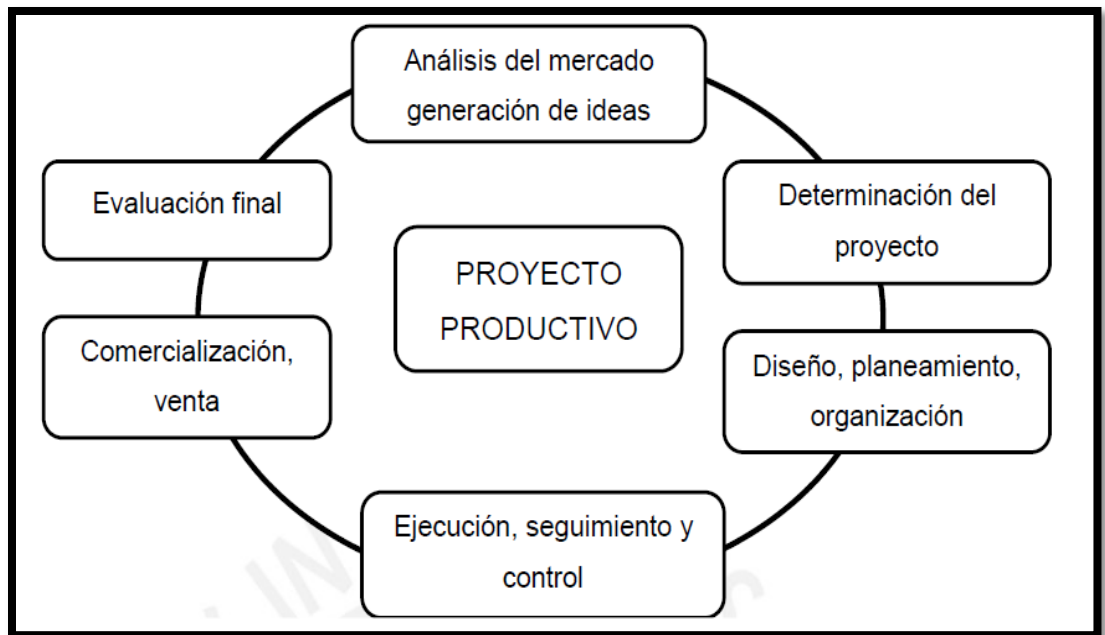 Análisis del mercado
generación de ideas
Determinación del
proyecto
Diseño, planeamiento,
organización
Ejecución, seguimiento y
control
Comercialización,
venta
Evaluación final
PROYECTO
PRODUCTIVO